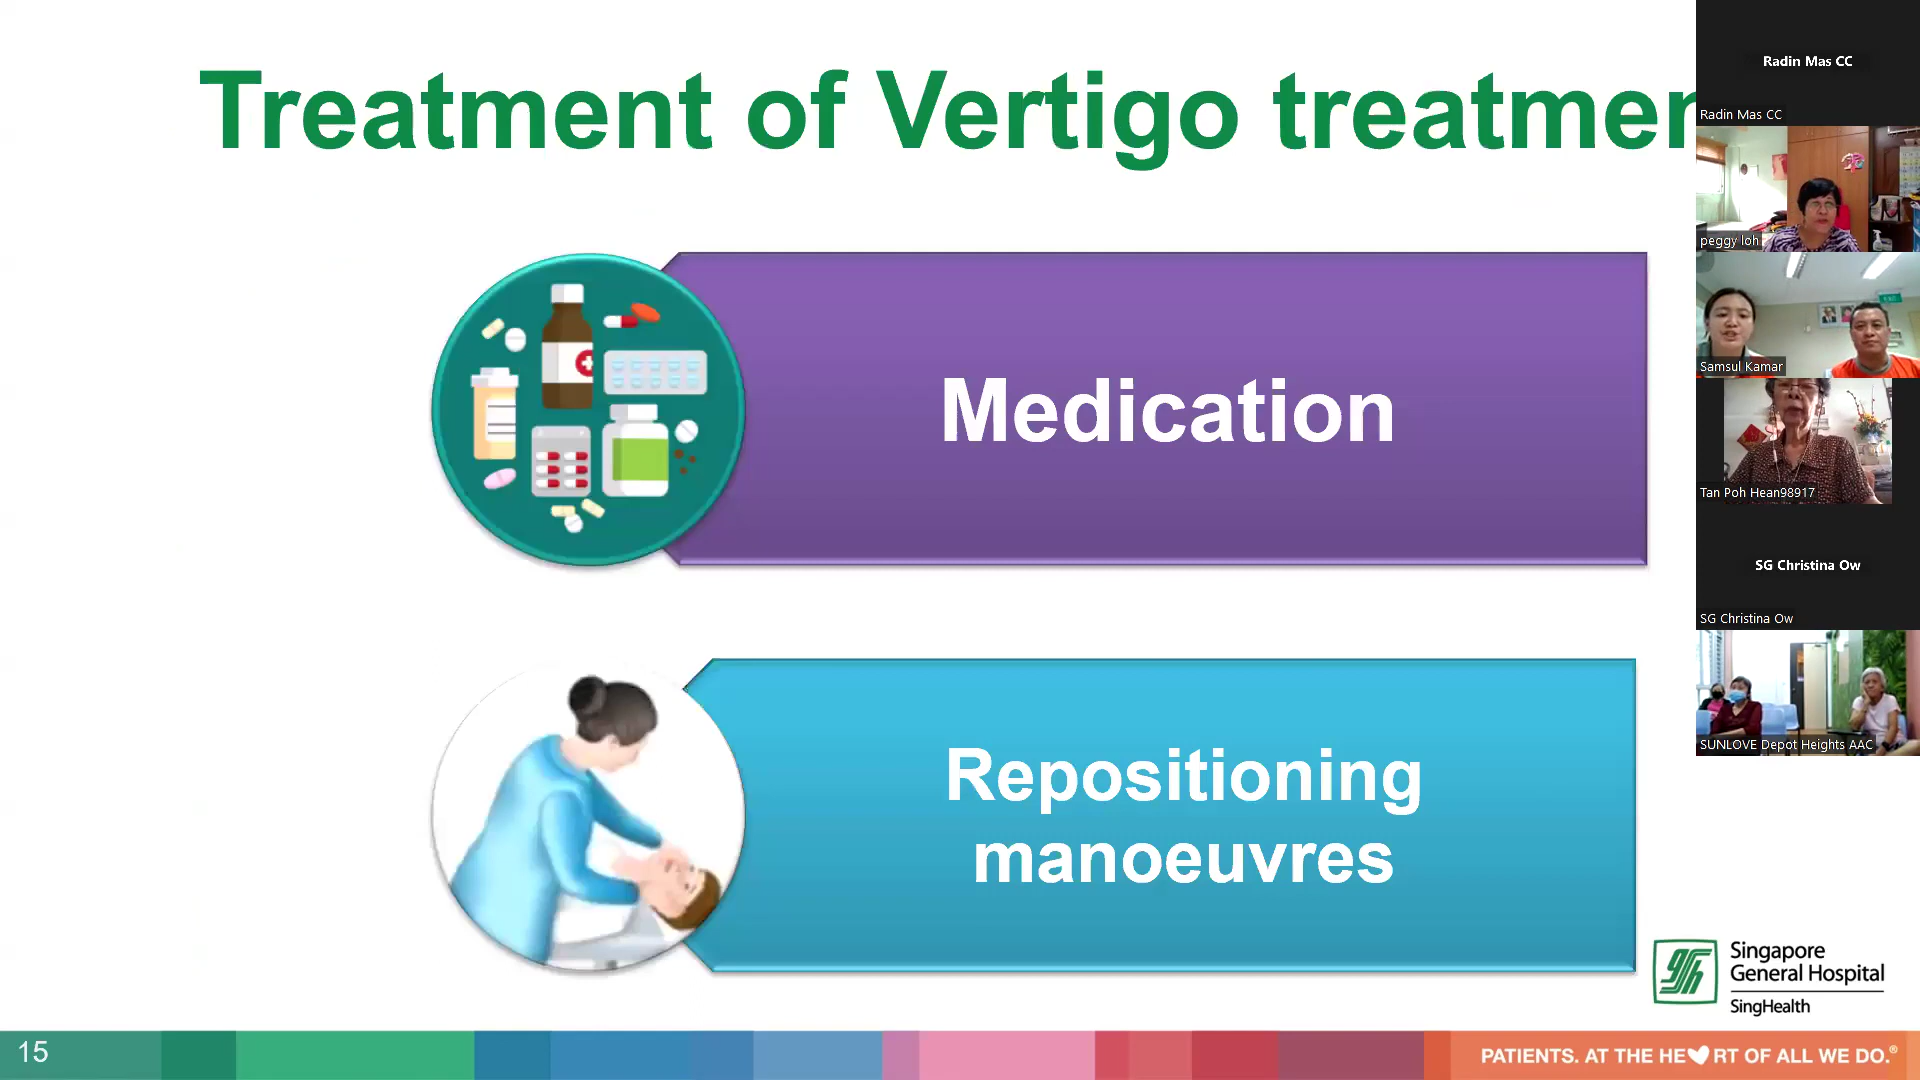 Treatment of Vertigo treatmen
Medication
Repositioning
manoeuvres
Radin Mas CC
Radin Mas CC
peggy loh
Samsul Kamar
Tan Poh Hean98917
SG Christina Ow
SG Christina Ow
SUNLOVE Depot Heights AAC
Singapore
General Hospital
SingHealth
15
PATIENTS. AT THE HE RT OF ALL WE DO.®